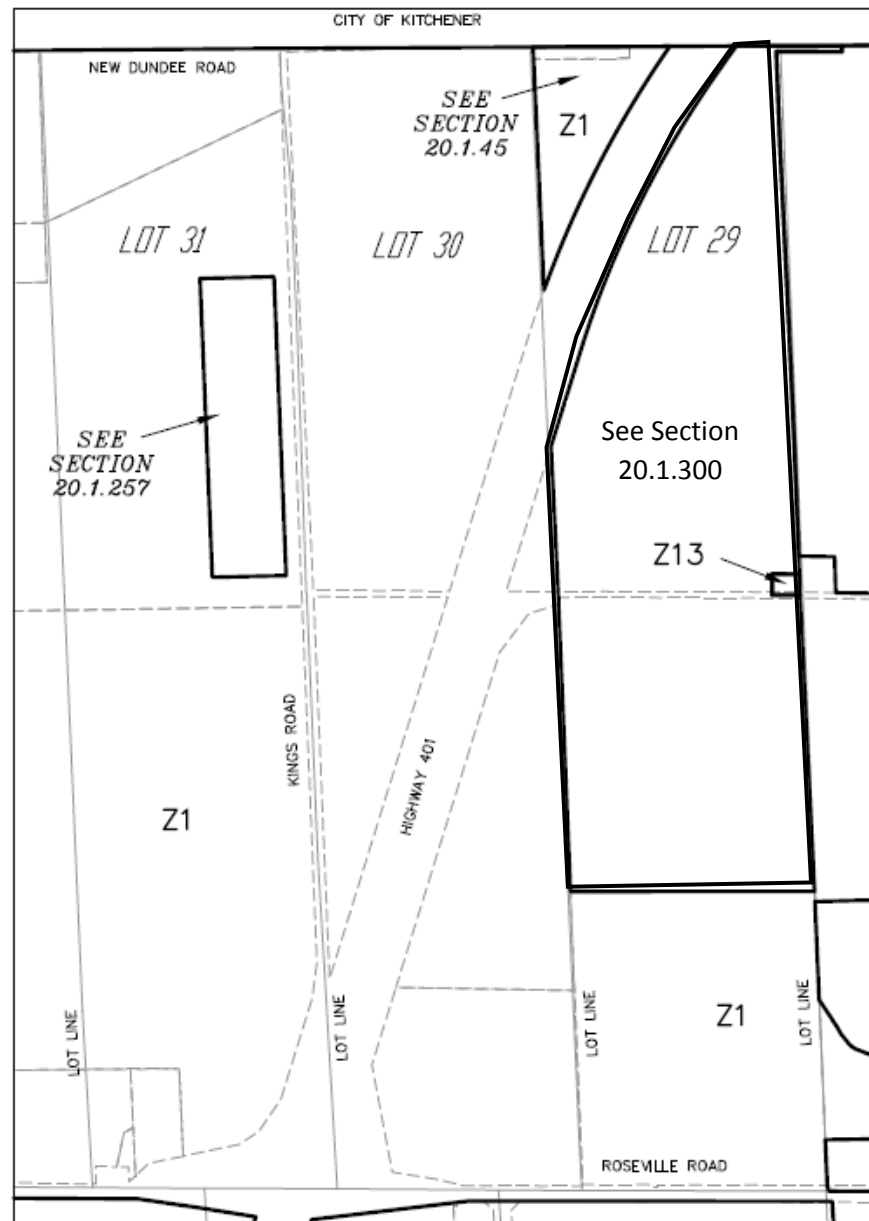 CITY OF KITCHENER
NEW DUNDEE ROAD
SEE
SECTION
20.1.45
Z1
LOT 31
LOT 30
LOT 29
SEE
SECTION
20.1.257
See Section
20.1.300
Z13
KINGS ROAD
HIGHWAY 401
Z1
LOT LINE
LOT LINE
LOT LINE
Z1
LOT LINE
ROSEVILLE ROAD